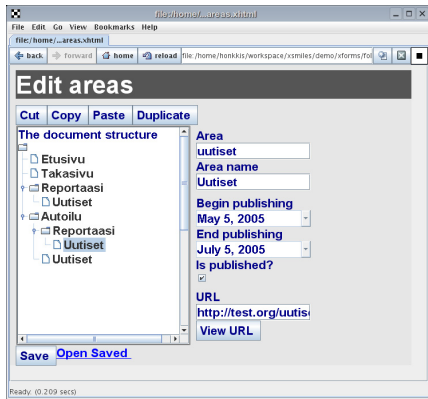 file:/home/...areas.xhtml
File Edit Go View Bookmarks Help
file:/home/...areas.xhtml
back forward home reload file:/home/honkkis/workspace/xsmiles/demo/xforms/fol
Edit areas
Cut Copy Paste Duplicate
The document structure
Etusivu
Takasivu
Reportaasi
Uutiset
Autoilu
Reportaasi
Uutiset
Uutiset
Area
uutiset
Area name
Uutiset
Begin publishing
May 5, 2005
End publishing
July 5, 2005
Is published?
URL
http://test.org/uutise
View URL
Save Open Saved
Ready. (0.209 secs)